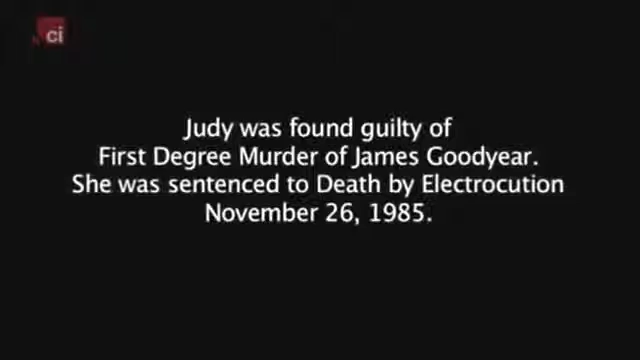 ci
Judy was found guilty of
First Degree Murder of James Goodyear.
She was sentenced to Death by Electrocution
November 26, 1985.